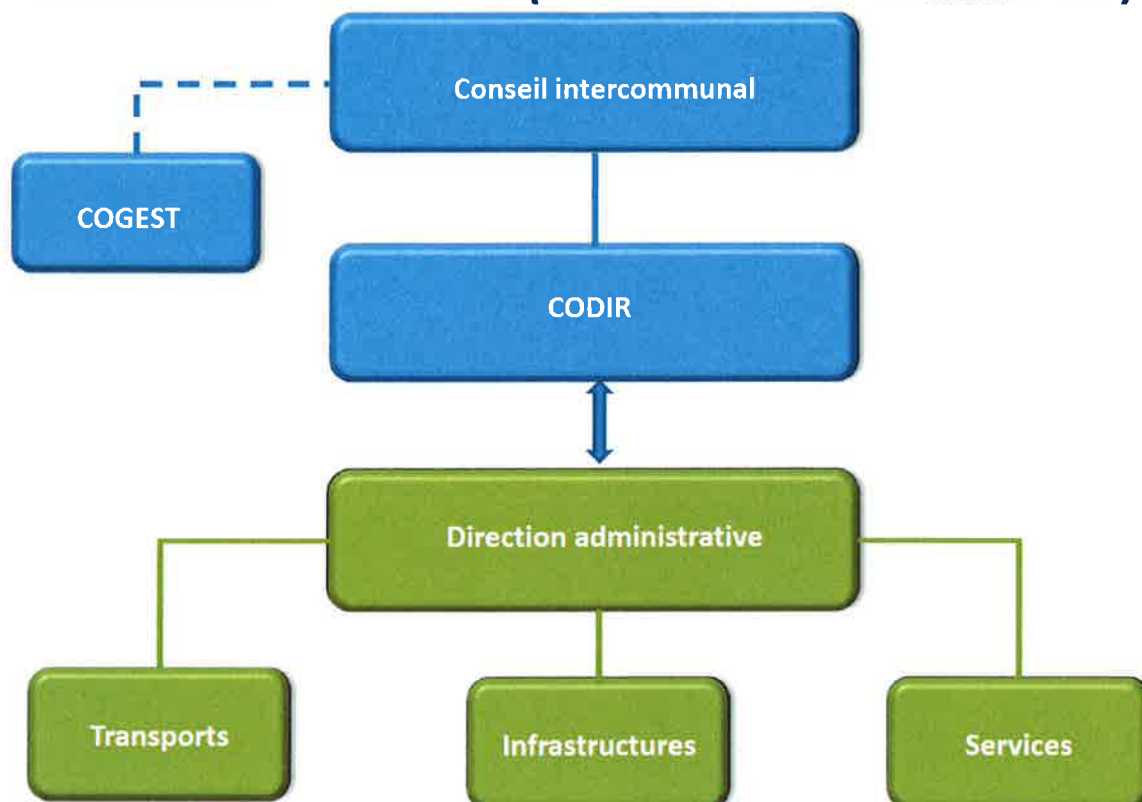 Conseil intercommunal
COGEST
CODIR
Direction administrative
Transports
Infrastructures
Services